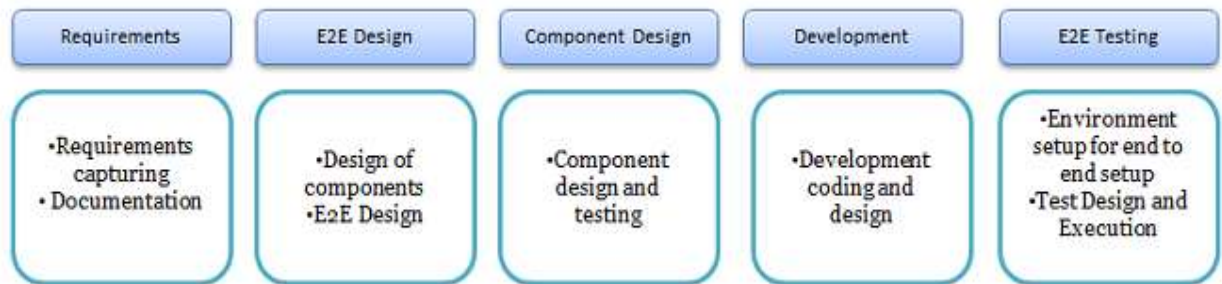 Requirements
E2E Design
Component Design
Development
E2E Testing
•Requirements
capturing
• Documentation
•Design of
components
•E2E Design
•Component
design and
testing
•Development
coding and
design
•Environment
setup for end to
end setup
•Test Design and
Execution